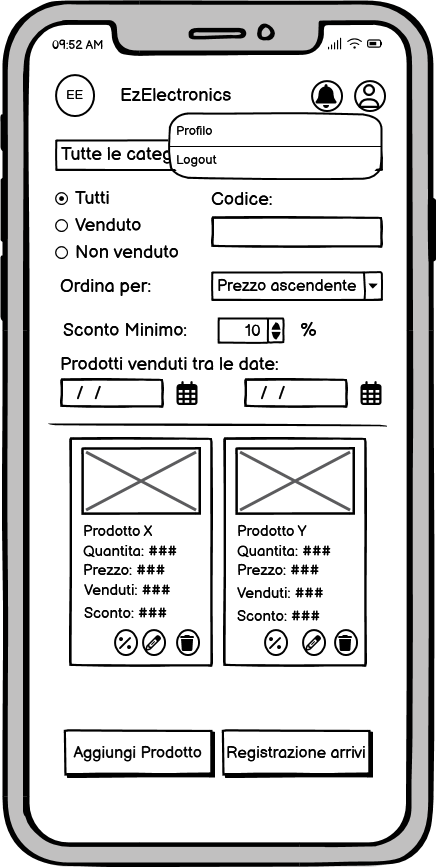 09:52 AM
EE
EzElectronics
Profilo
Logout
Tutte le categ
Tutti
Codice:
Venduto
Non venduto
Ordina per:
Prezzo ascendente
Sconto Minimo:
10
%
Prodotti venduti tra le date:
/ /
/ /
Prodotto X
Quantita: ###
Prezzo: ###
Venduti: ###
Sconto: ###
Prodotto Y
Quantita: ###
Prezzo: ###
Venduti: ###
Sconto: ###
Aggiungi Prodotto
Registrazione arrivi